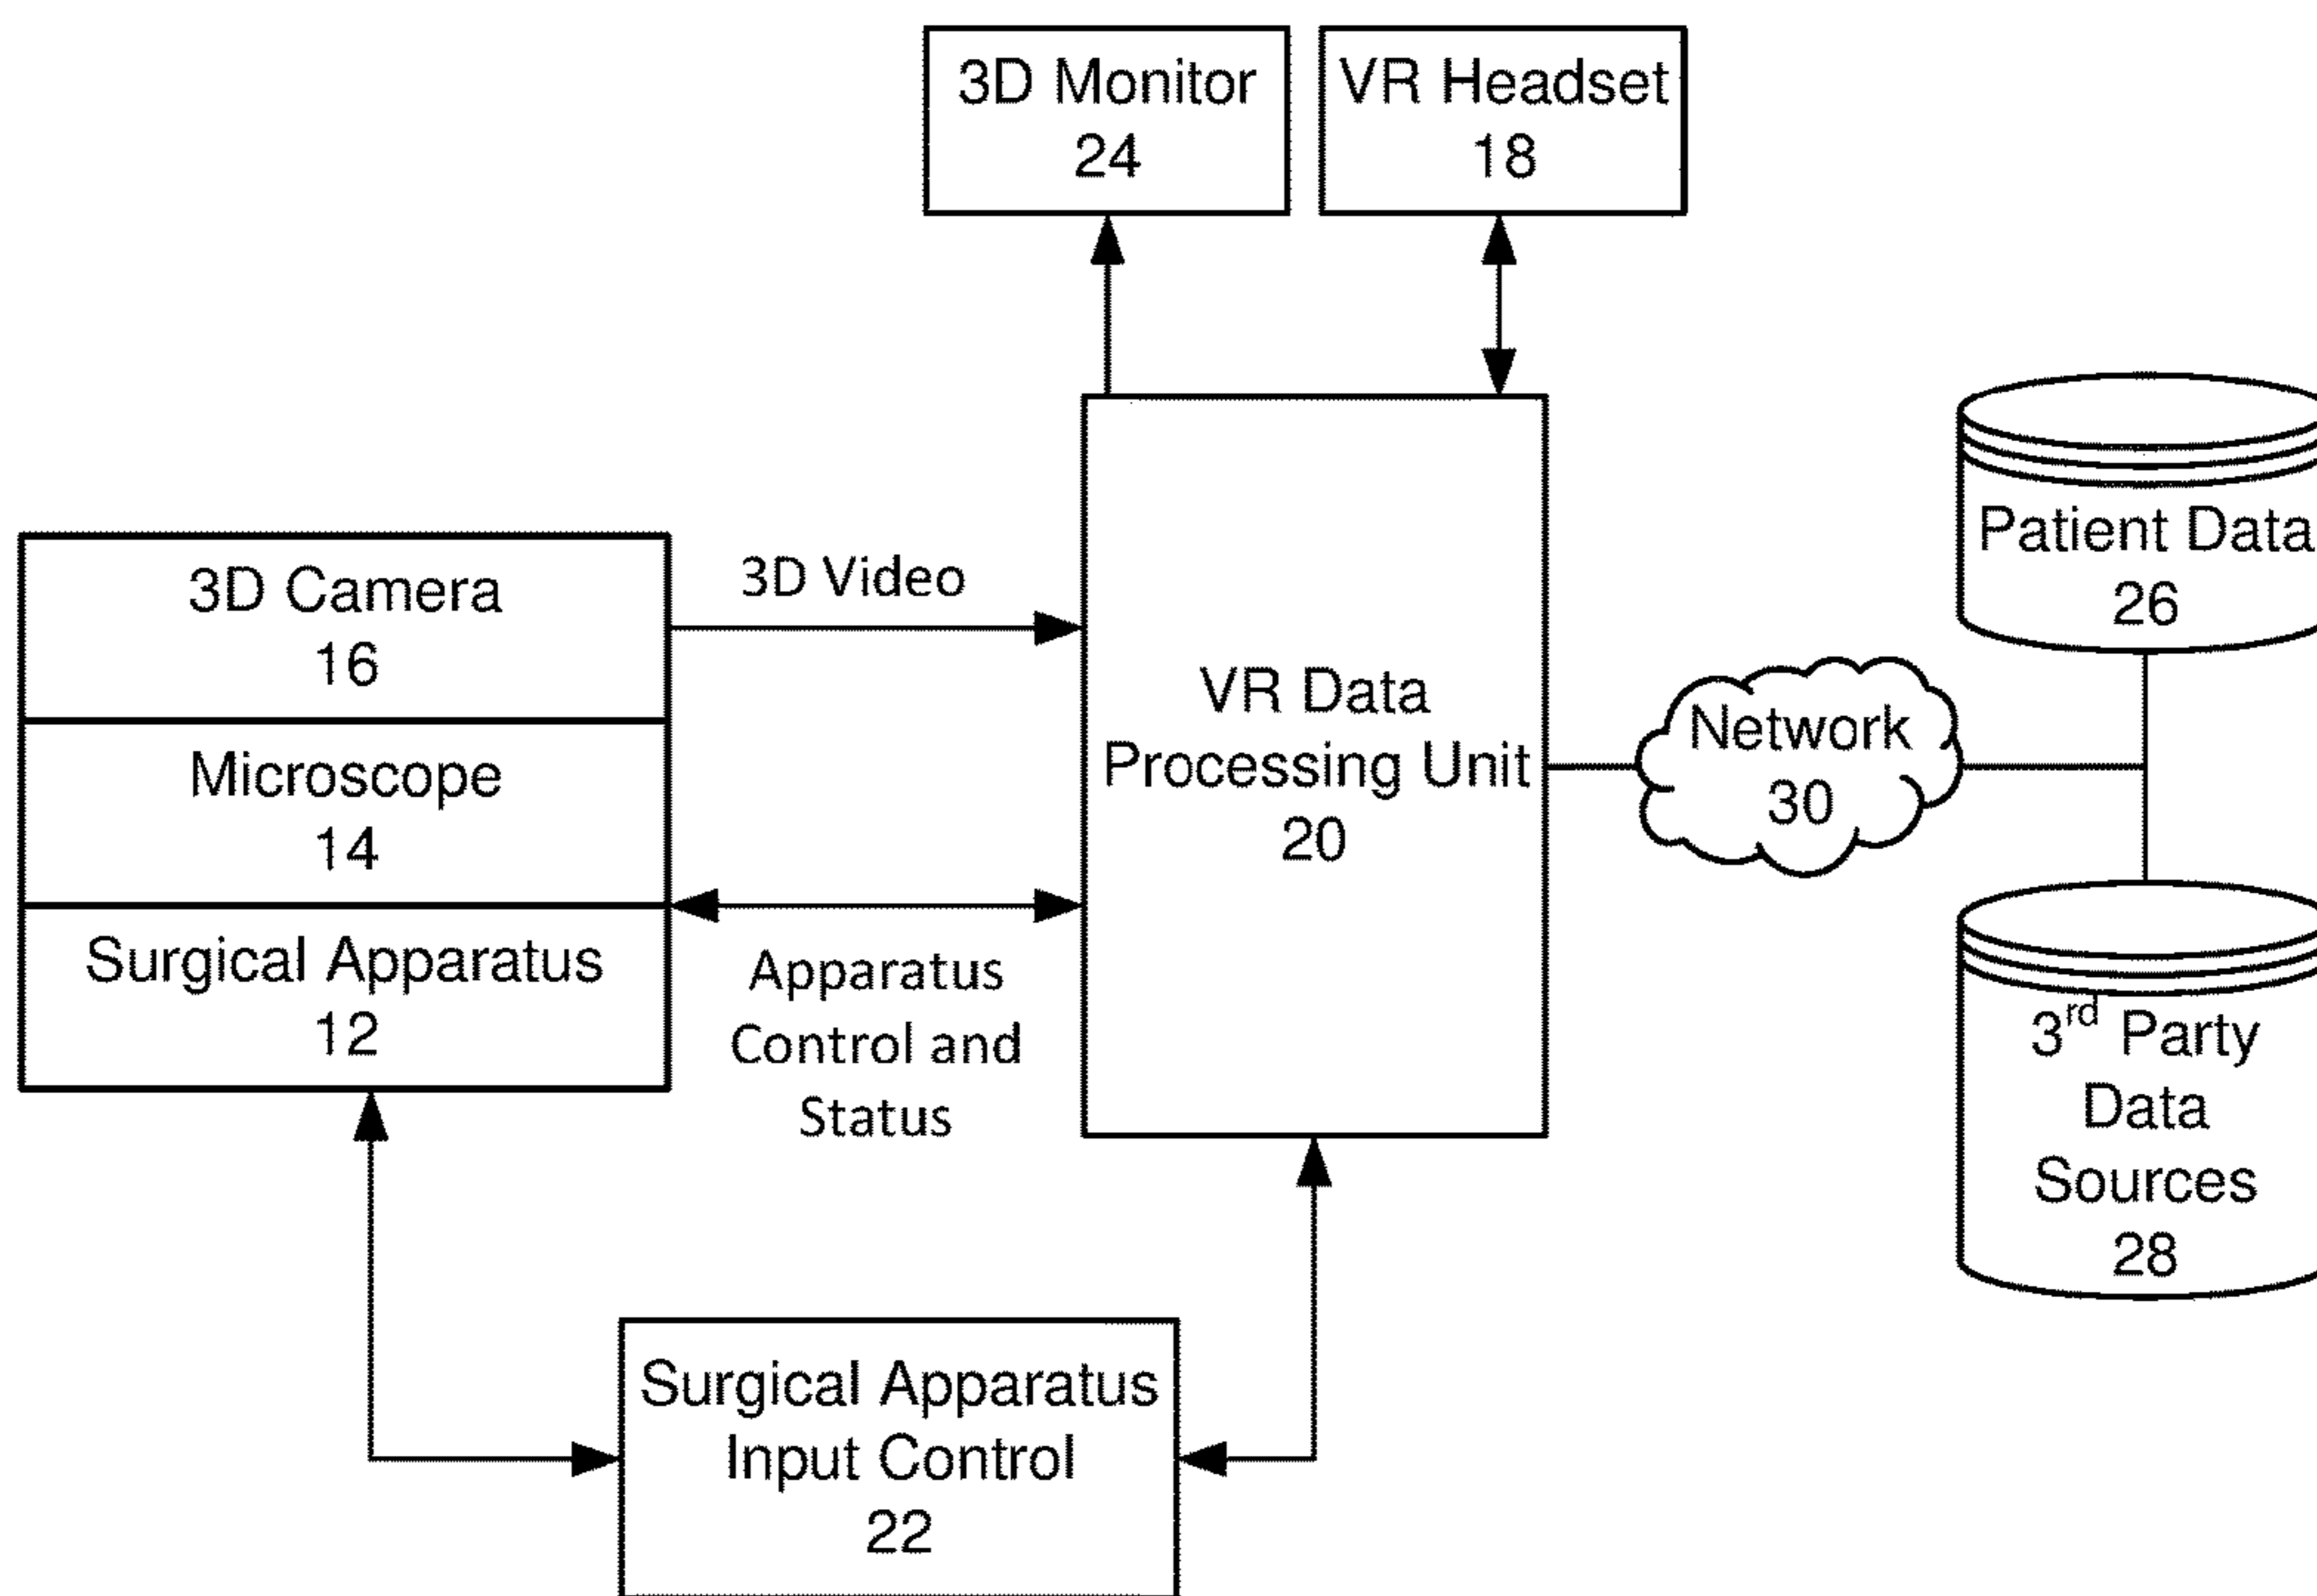 3D Monitor
24
VR Headset
18
3D Camera
16
Microscope
14
Surgical Apparatus
12
3D Video
Apparatus
Control and
Status
VR Data
Processing Unit
20
Network
30
Patient Data
26
3rd Party
Data
Sources
28
Surgical Apparatus
Input Control
22